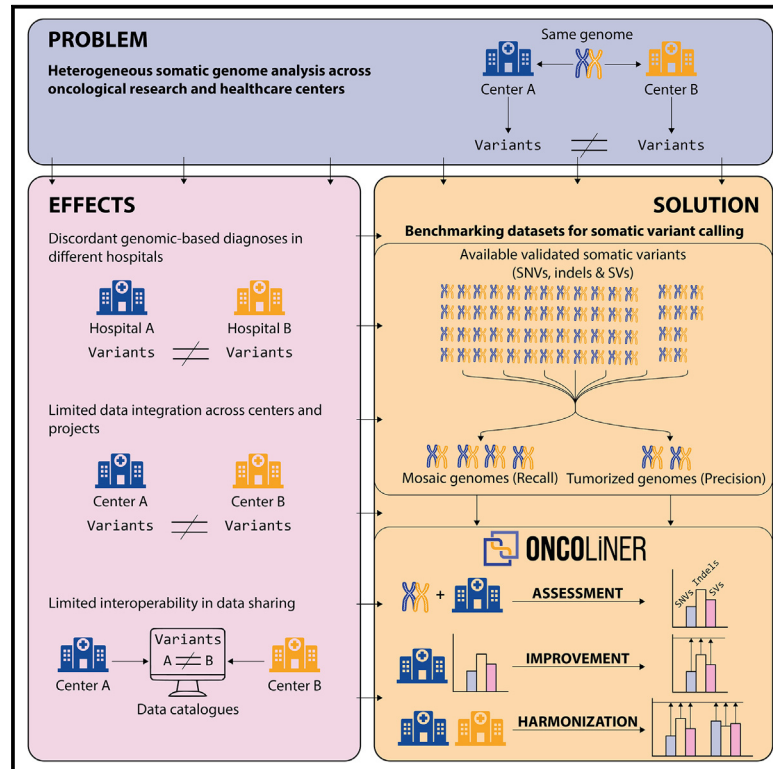 PROBLEM
Heterogeneous somatic genome analysis across
oncological research and healthcare centers
Same genome
Center A
Center B
Variants
Variants
EFFECTS
Discordant genomic-based diagnoses in
different hospitals
Hospital A
Hospital B
Variants
Variants
Limited data integration across centers and
projects
Center A
Center B
Variants
Variants
Limited interoperability in data sharing
Variants
A
B
Center A
Center B
Data catalogues
SOLUTION
Benchmarking datasets for somatic variant calling
Available validated somatic variants
(SNVs, indels & SVs)
Mosaic genomes (Recall)
Tumorized genomes (Precision)
ONCOLiNER
+
ASSESSMENT
SNVs
Indels
SVs
IMPROVEMENT
HARMONIZATION